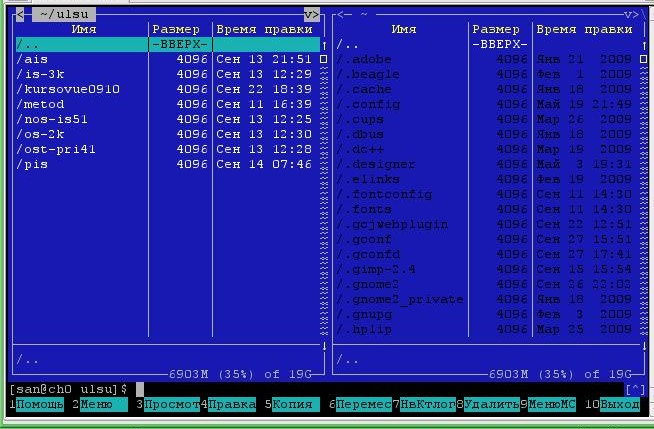 ~/ulsu
Имя Размер Время правки
/.. -ВВЕРХ-
/ais 4096 Сен 13 21:51
/is-3k 4096 Сен 13 12:29
/kursovue0910 4096 Сен 22 18:39
/metod 4096 Сен 11 16:39
/nos-is51 4096 Сен 13 12:25
/os-2k 4096 Сен 13 12:30
/ost-pri41 4096 Сен 13 12:28
/pis 4096 Сен 14 07:46
/..
6903M (35%) of 19G
~
Имя Размер Время правки
/.. -ВВЕРХ-
/.adobe 4096 Янв 21 2009
/.beagle 4096 Фев 1 2009
/.cache 4096 Янв 18 2009
/.config 4096 Май 19 21:49
/.cups 4096 Мар 26 2009
/.dbus 4096 Янв 18 2009
/.dc++ 4096 Мар 19 2009
/.designer 4096 Май 3 19:31
/.elinks 4096 Фев 19 2009
/.fontconfig 4096 Сен 11 14:30
/.fonts 4096 Сен 11 14:30
/.gcjwebplugin 4096 Сен 22 12:51
/.gconf 4096 Сен 27 15:51
/.gconfd 4096 Сен 27 17:41
/.gimp-2.4 4096 Сен 15 15:54
/.gnome2 4096 Сен 26 22:02
/.gnome2_private 4096 Янв 18 2009
/.gnupg 4096 Фев 3 2009
/.hplip 4096 Мар 25 2009
/..
6903M (35%) of 19G
[san@ch0 ulsu]$ [^]
1Помощь 2Меню 3Просмот 4Правка 5Копия 6Перемес 7НвКтлог 8Удалить 9МенюМС 10Выход